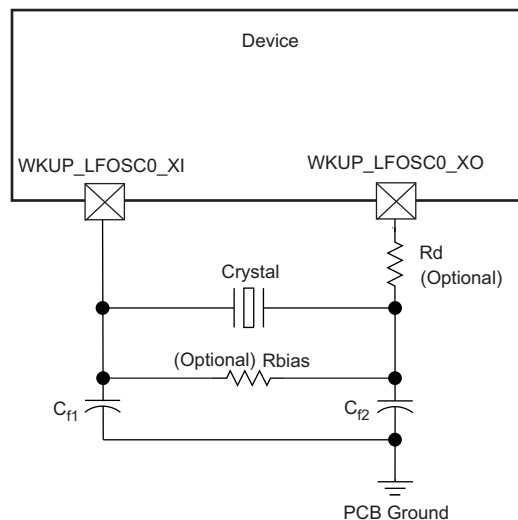 Device
WKUP_LFOSC0_XI
WKUP_LFOSC0_XO
Rd
(Optional)
Crystal
(Optional) Rbias
Cf1
Cf2
PCB Ground